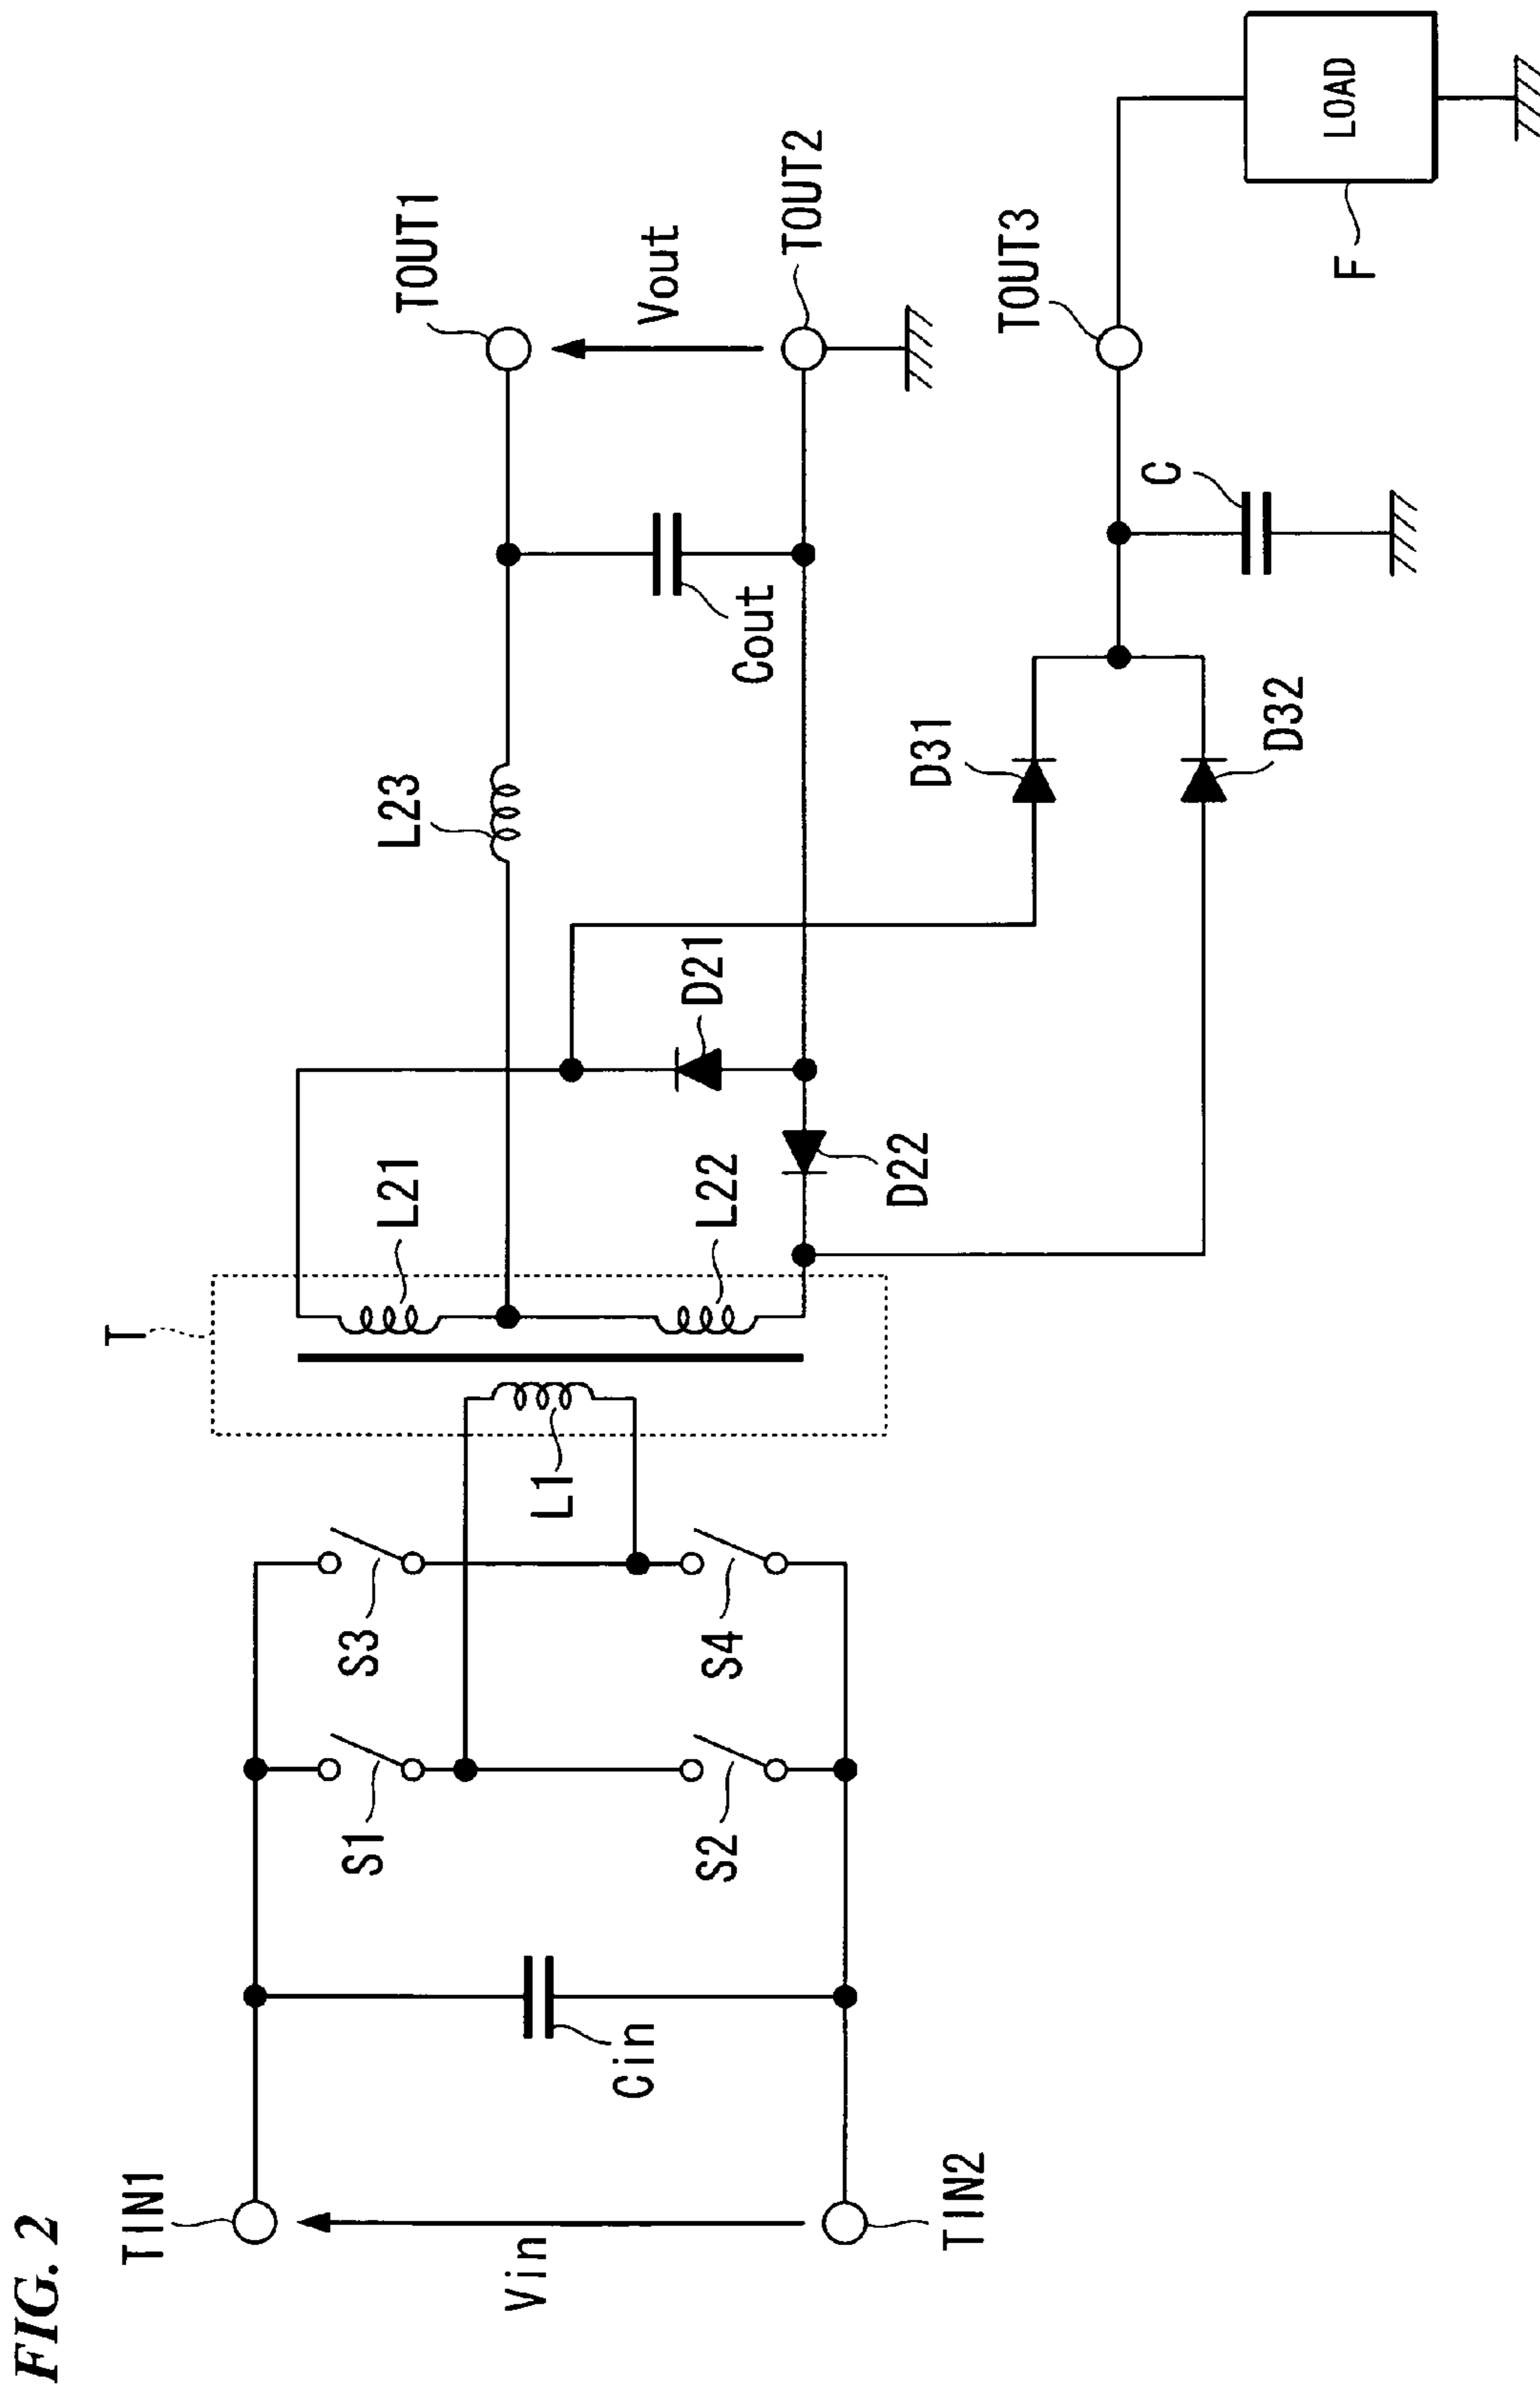 FIG. 2
TIN1
Vin
TIN2
Cin
S1
S2
S3
S4
L1
T
L21
L22
D22
D21
L23
D31
D32
Cout
C
TOUT1
Vout
TOUT2
TOUT3
F
LOAD